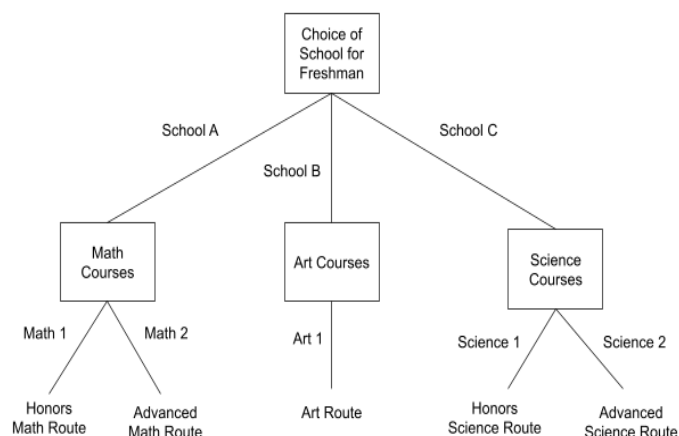 Choice of
School for
Freshman
School A
School B
School C
Math
Courses
Art Courses
Science
Courses
Math 1
Math 2
Art 1
Science 1
Science 2
Honors
Math Route
Advanced
Math Route
Art Route
Honors
Science Route
Advanced
Science Route